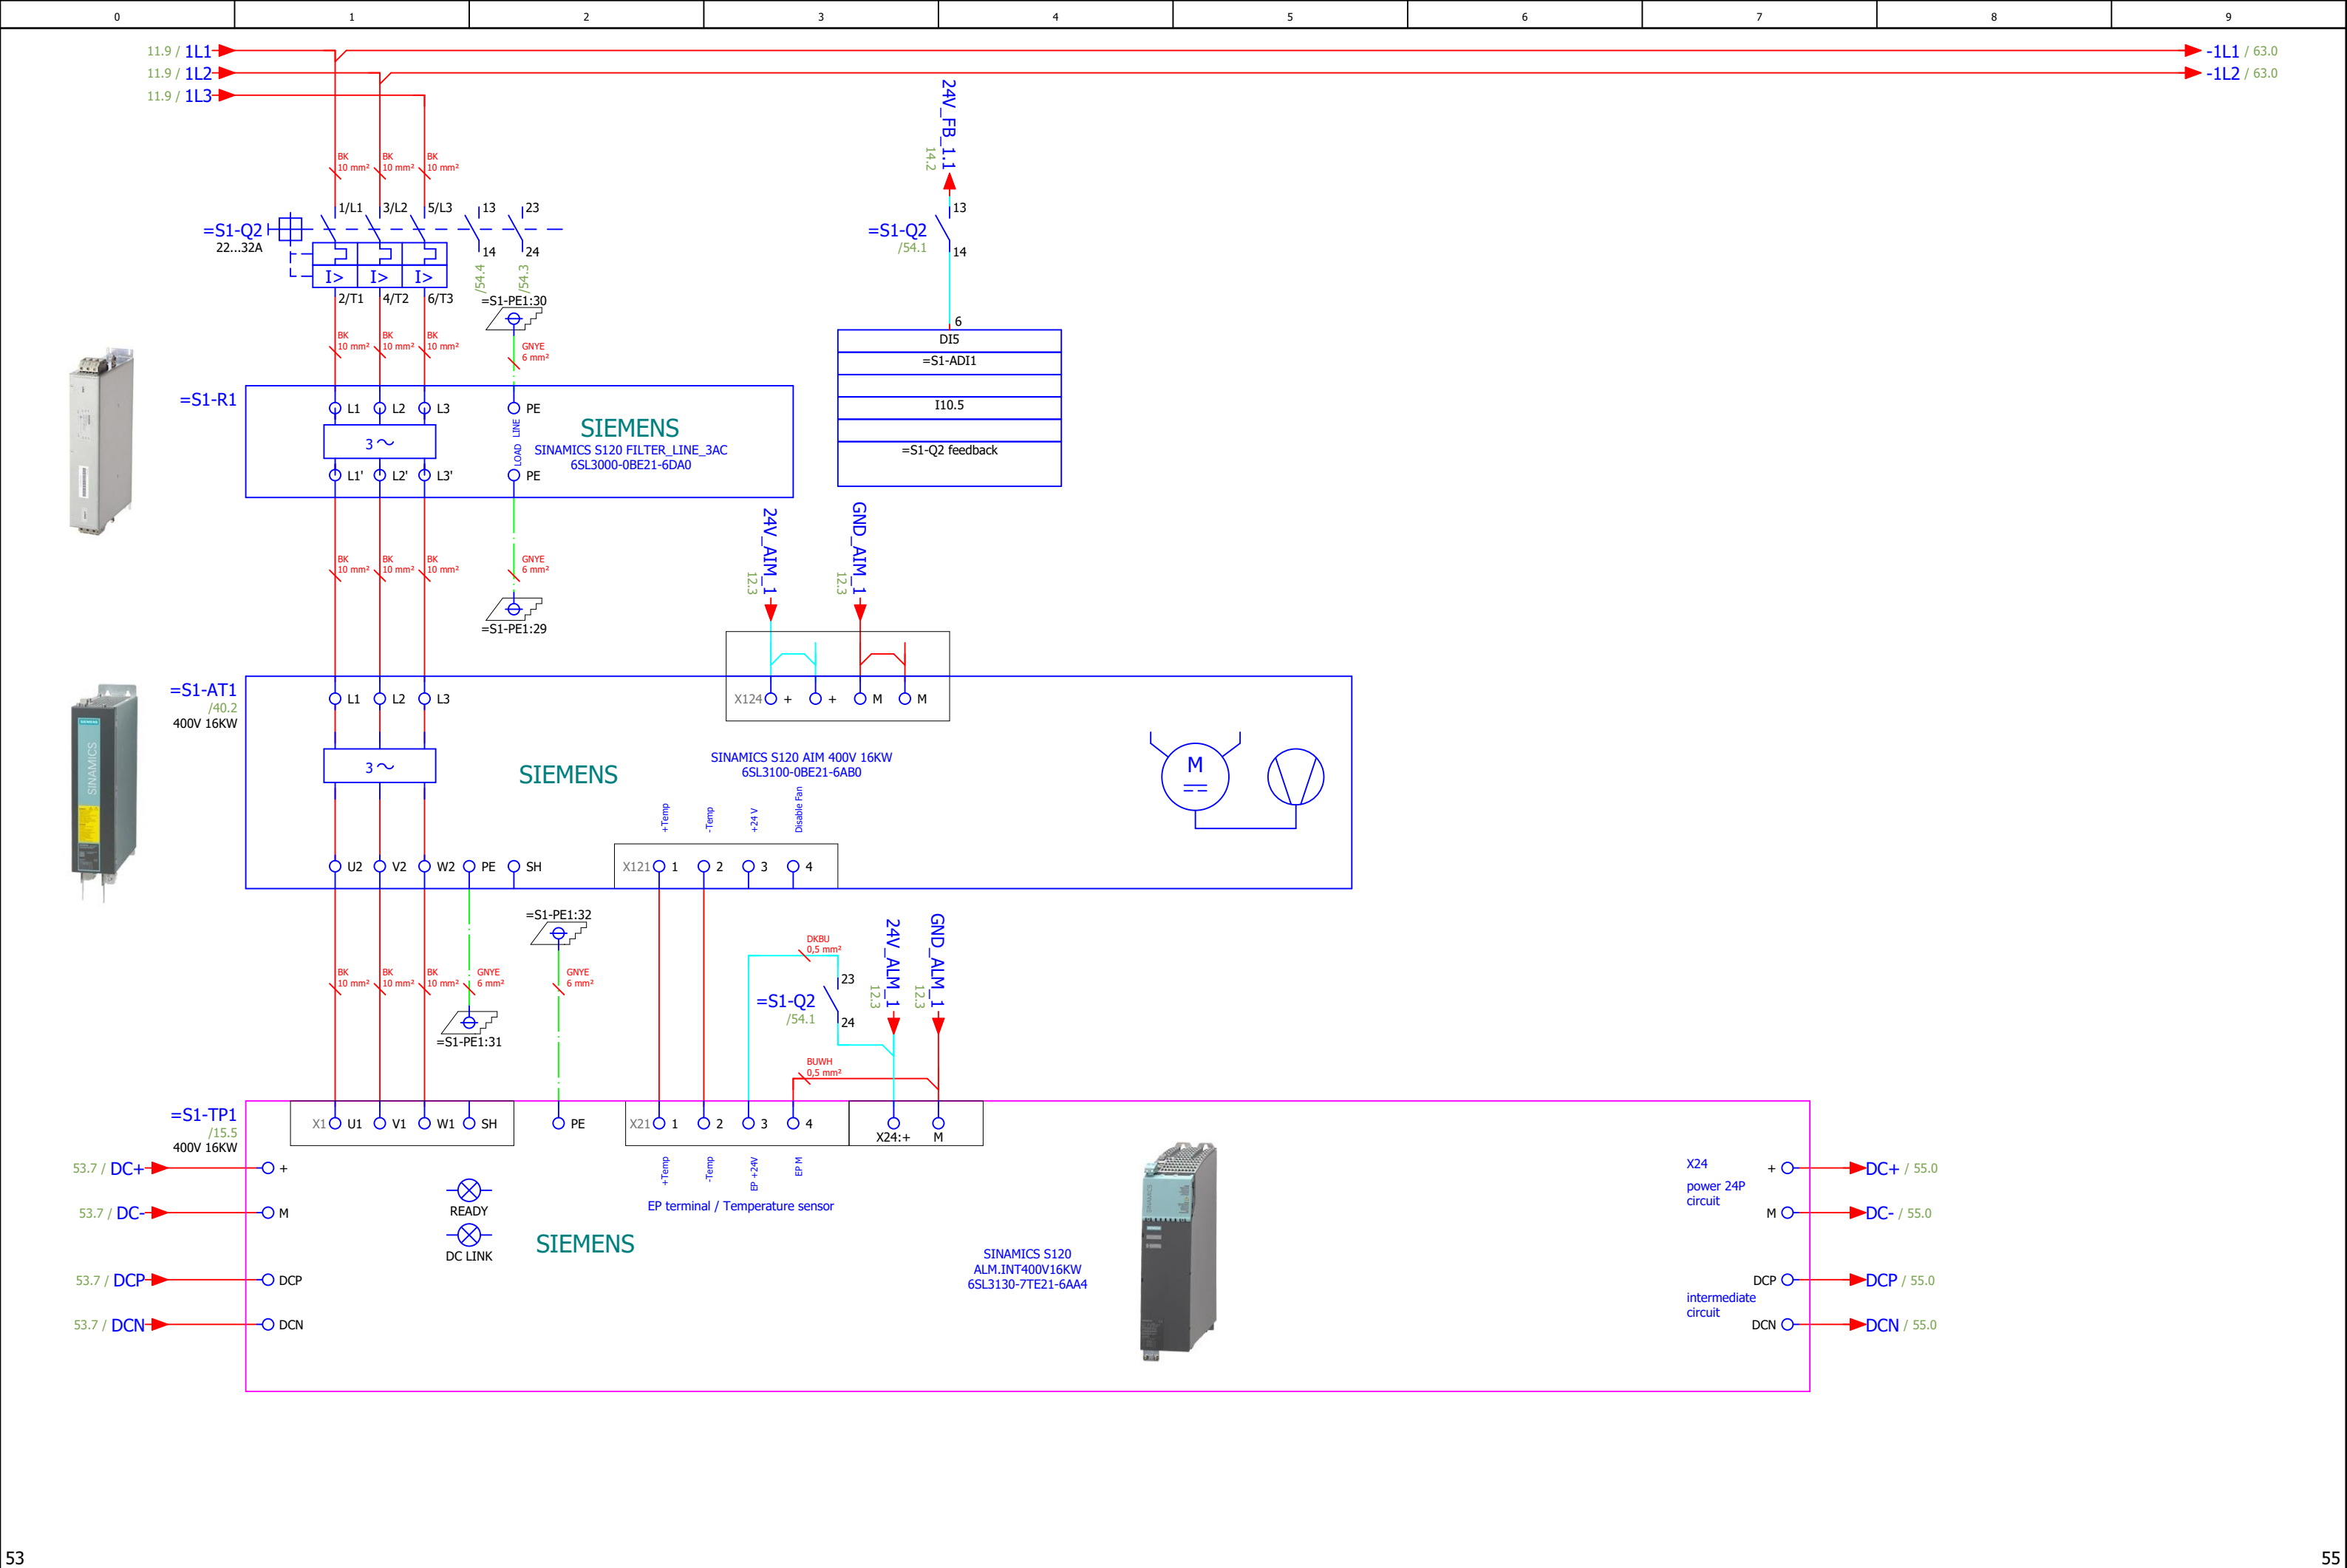 0 1 2 3 4 5 6 7 8 9
11.9 / 1L1
-1L1 / 63.0
11.9 / 1L2
-1L2 / 63.0
11.9 / 1L3
24V_FB_1.1
14.2
BK
10 mm²
BK
10 mm²
BK
10 mm²
=S1-Q2
22...32A
1/L1 3/L2 5/L3 13 23
14 24
/54.4
/54.3
I> I> I>
2/T1 4/T2 6/T3
=S1-Q2
/54.1
13
14
=S1-PE1:30
BK
10 mm²
BK
10 mm²
BK
10 mm²
GNYE
6 mm²
6
DI5
=S1-ADI1
I10.5
=S1-Q2 feedback
=S1-R1
L1 L2 L3 PE
3
LOAD LINE
SIEMENS
SINAMICS S120 FILTER_LINE_3AC
6SL3000-0BE21-6DA0
L1' L2' L3' PE
BK
10 mm²
BK
10 mm²
BK
10 mm²
GNYE
6 mm²
=S1-PE1:29
24V_AIM_1
12.3
GND_AIM_1
12.3
=S1-AT1
/40.2
400V 16KW
L1 L2 L3
X124 + + M M
3
SIEMENS
SINAMICS S120 AIM 400V 16KW
6SL3100-0BE21-6AB0
M
+Temp
-Temp
+24 V
Disable Fan
U2 V2 W2 PE SH
X121 1 2 3 4
=S1-PE1:32
BK
10 mm²
BK
10 mm²
BK
10 mm²
GNYE
6 mm²
GNYE
6 mm²
=S1-PE1:31
DKBU
0,5 mm²
=S1-Q2
/54.1
23
24
24V_ALM_1
12.3
GND_ALM_1
12.3
BUWH
0,5 mm²
=S1-TP1
/15.5
400V 16KW
X1 U1 V1 W1 SH PE
X21 1 2 3 4
X24:+ M
+Temp
-Temp
EP +24V
EP M
EP terminal / Temperature sensor
53.7 / DC+ +
53.7 / DC- M
53.7 / DCP DCP
53.7 / DCN DCN
READY
DC LINK
SIEMENS
SINAMICS S120
ALM.INT400V16KW
6SL3130-7TE21-6AA4
SINAMICS
SINAMICS
X24
power 24P
circuit
+ DC+ / 55.0
M DC- / 55.0
DCP DCP / 55.0
intermediate
circuit
DCN DCN / 55.0
53
55